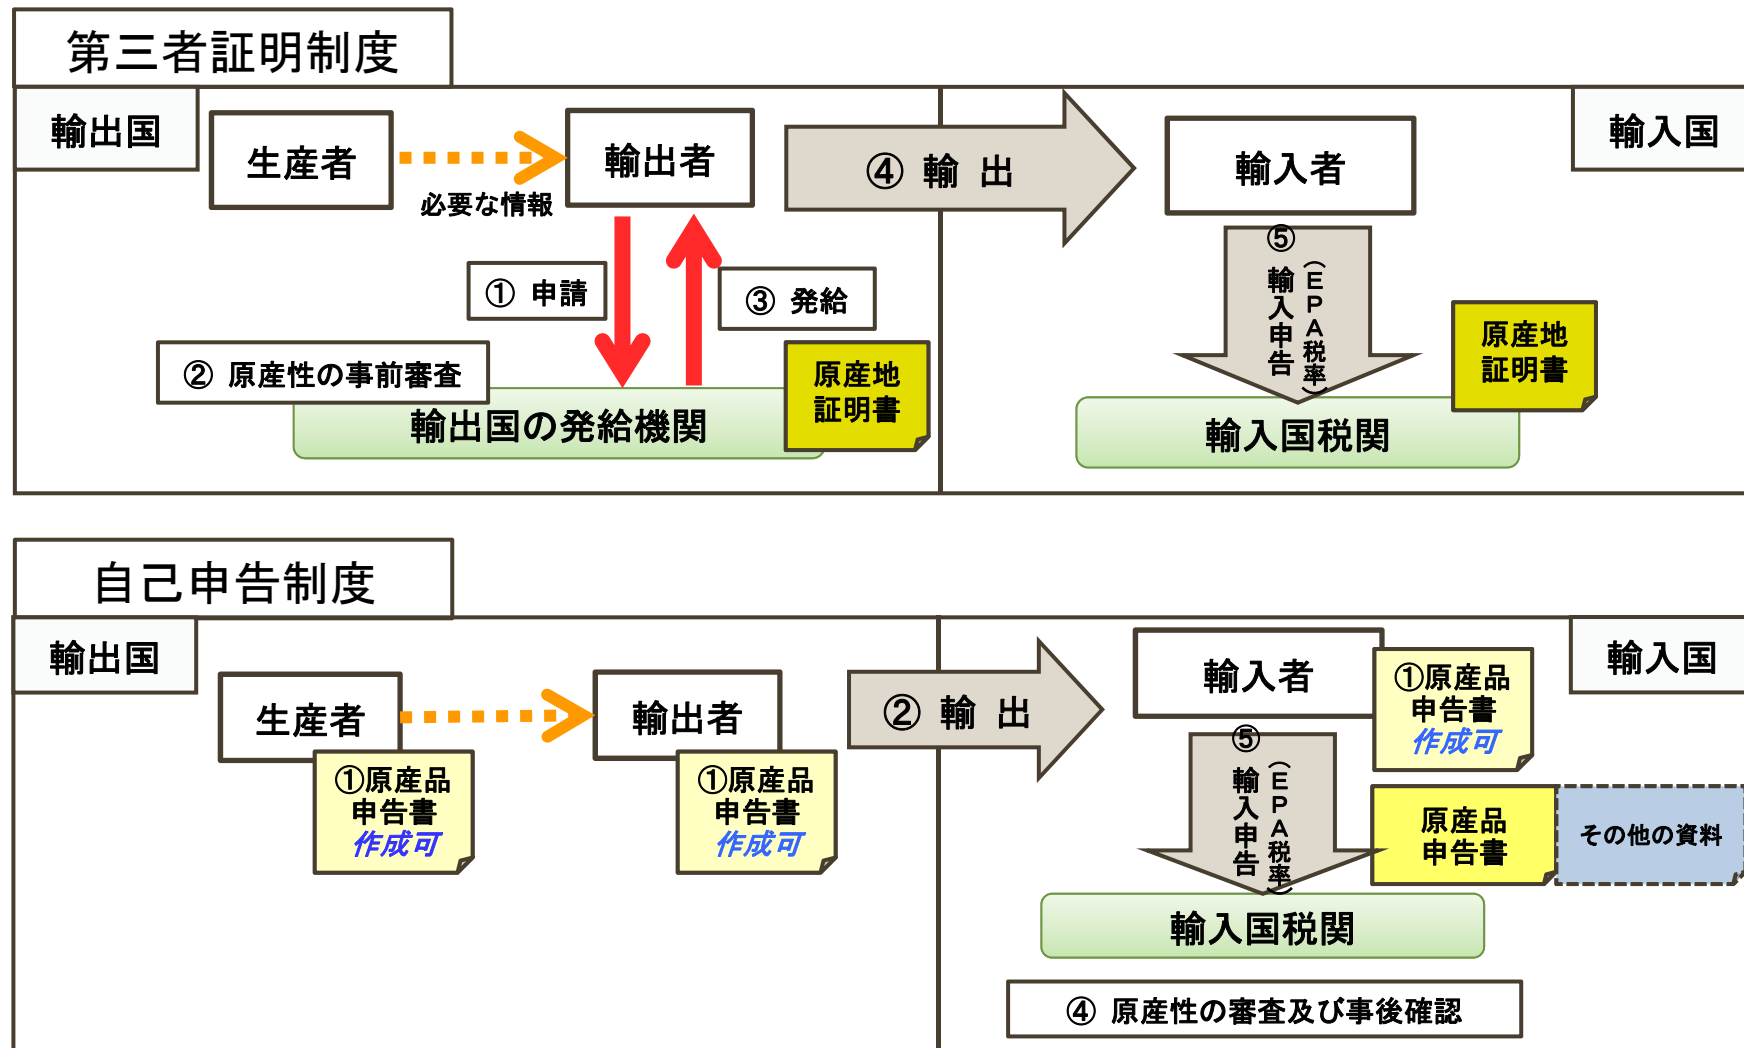 第三者証明制度
輸出国
生産者
必要な情報
輸出者
④ 輸 出
輸入者
輸入国
① 申請
③ 発給
② 原産性の事前審査
輸出国の発給機関
原産地
証明書
⑤輸入申告
（ＥＰＡ税率）
原産地
証明書
輸入国税関
自己申告制度
輸出国
生産者
①原産品
申告書
作成可
輸出者
①原産品
申告書
作成可
② 輸 出
輸入者
①原産品
申告書
作成可
輸入国
⑤輸入申告
（ＥＰＡ税率）
原産品
申告書
その他の資料
輸入国税関
④ 原産性の審査及び事後確認